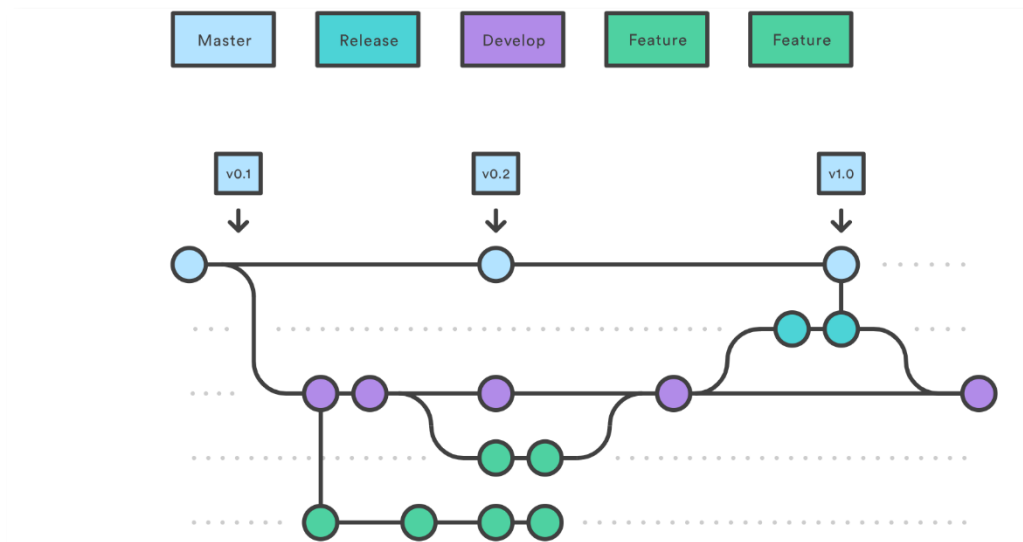 Master
Release
Develop
Feature
Feature
v0.1
v0.2
v1.0